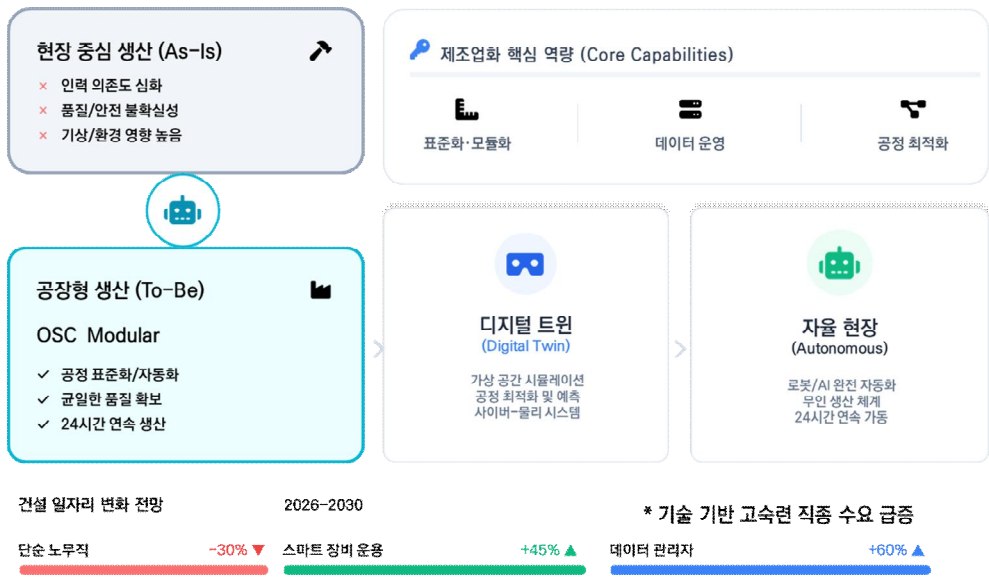 현장 중심 생산 (As-Is)
× 인력 의존도 심화
× 품질/안전 불확실성
× 기상/환경 영향 높음
제조업화 핵심 역량 (Core Capabilities)
표준화·모듈화
데이터 운영
공정 최적화
공장형 생산 (To-Be)
OSC Modular
✓ 공정 표준화/자동화
✓ 균일한 품질 확보
✓ 24시간 연속 생산
디지털 트윈
(Digital Twin)
가상 공간 시뮬레이션
공정 최적화 및 예측
사이버-물리 시스템
자율 현장
(Autonomous)
로봇/AI 완전 자동화
무인 생산 체계
24시간 연속 가동
건설 일자리 변화 전망
2026-2030
* 기술 기반 고숙련 직종 수요 급증
단순 노무직 -30% ▼
스마트 장비 운용 +45% ▲
데이터 관리자 +60% ▲